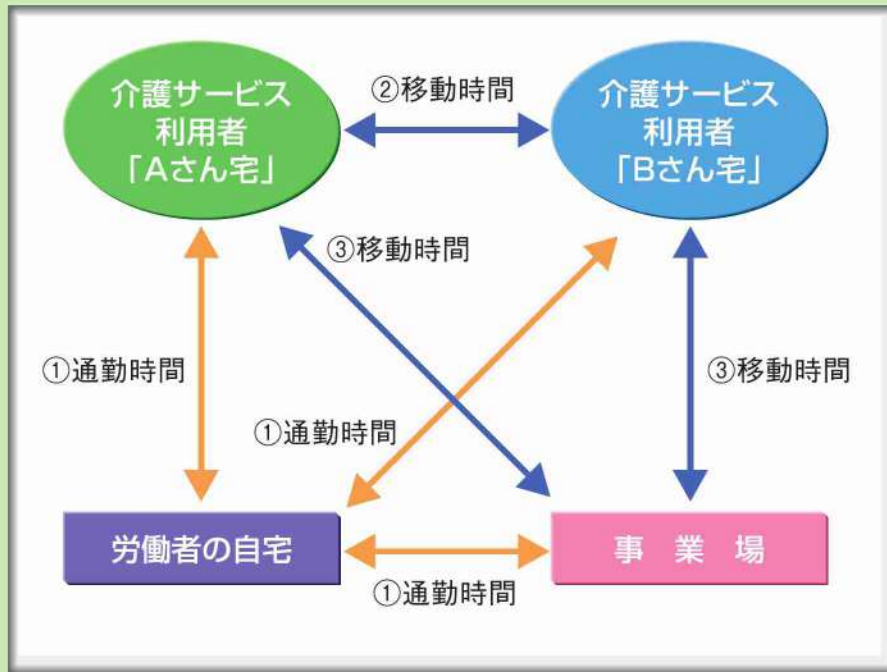 介護サービス
利用者
「Aさん宅」
②移動時間
介護サービス
利用者
「Bさん宅」
③移動時間
①通勤時間
③移動時間
①通勤時間
労働者の自宅
事業場
①通勤時間